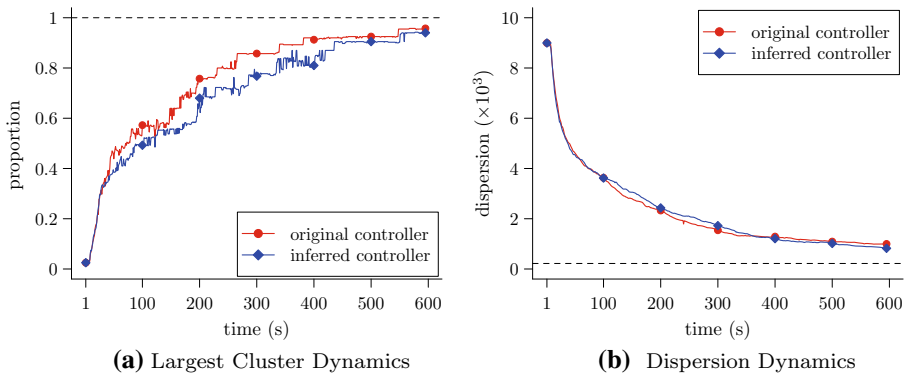 1
0.8
0.6
0.4
0.2
0
proportion
1 100 200 300 400 500 600
time (s)
original controller
inferred controller
(a) Largest Cluster Dynamics
10
8
6
4
2
0
dispersion (×10³)
1 100 200 300 400 500 600
time (s)
original controller
inferred controller
(b) Dispersion Dynamics